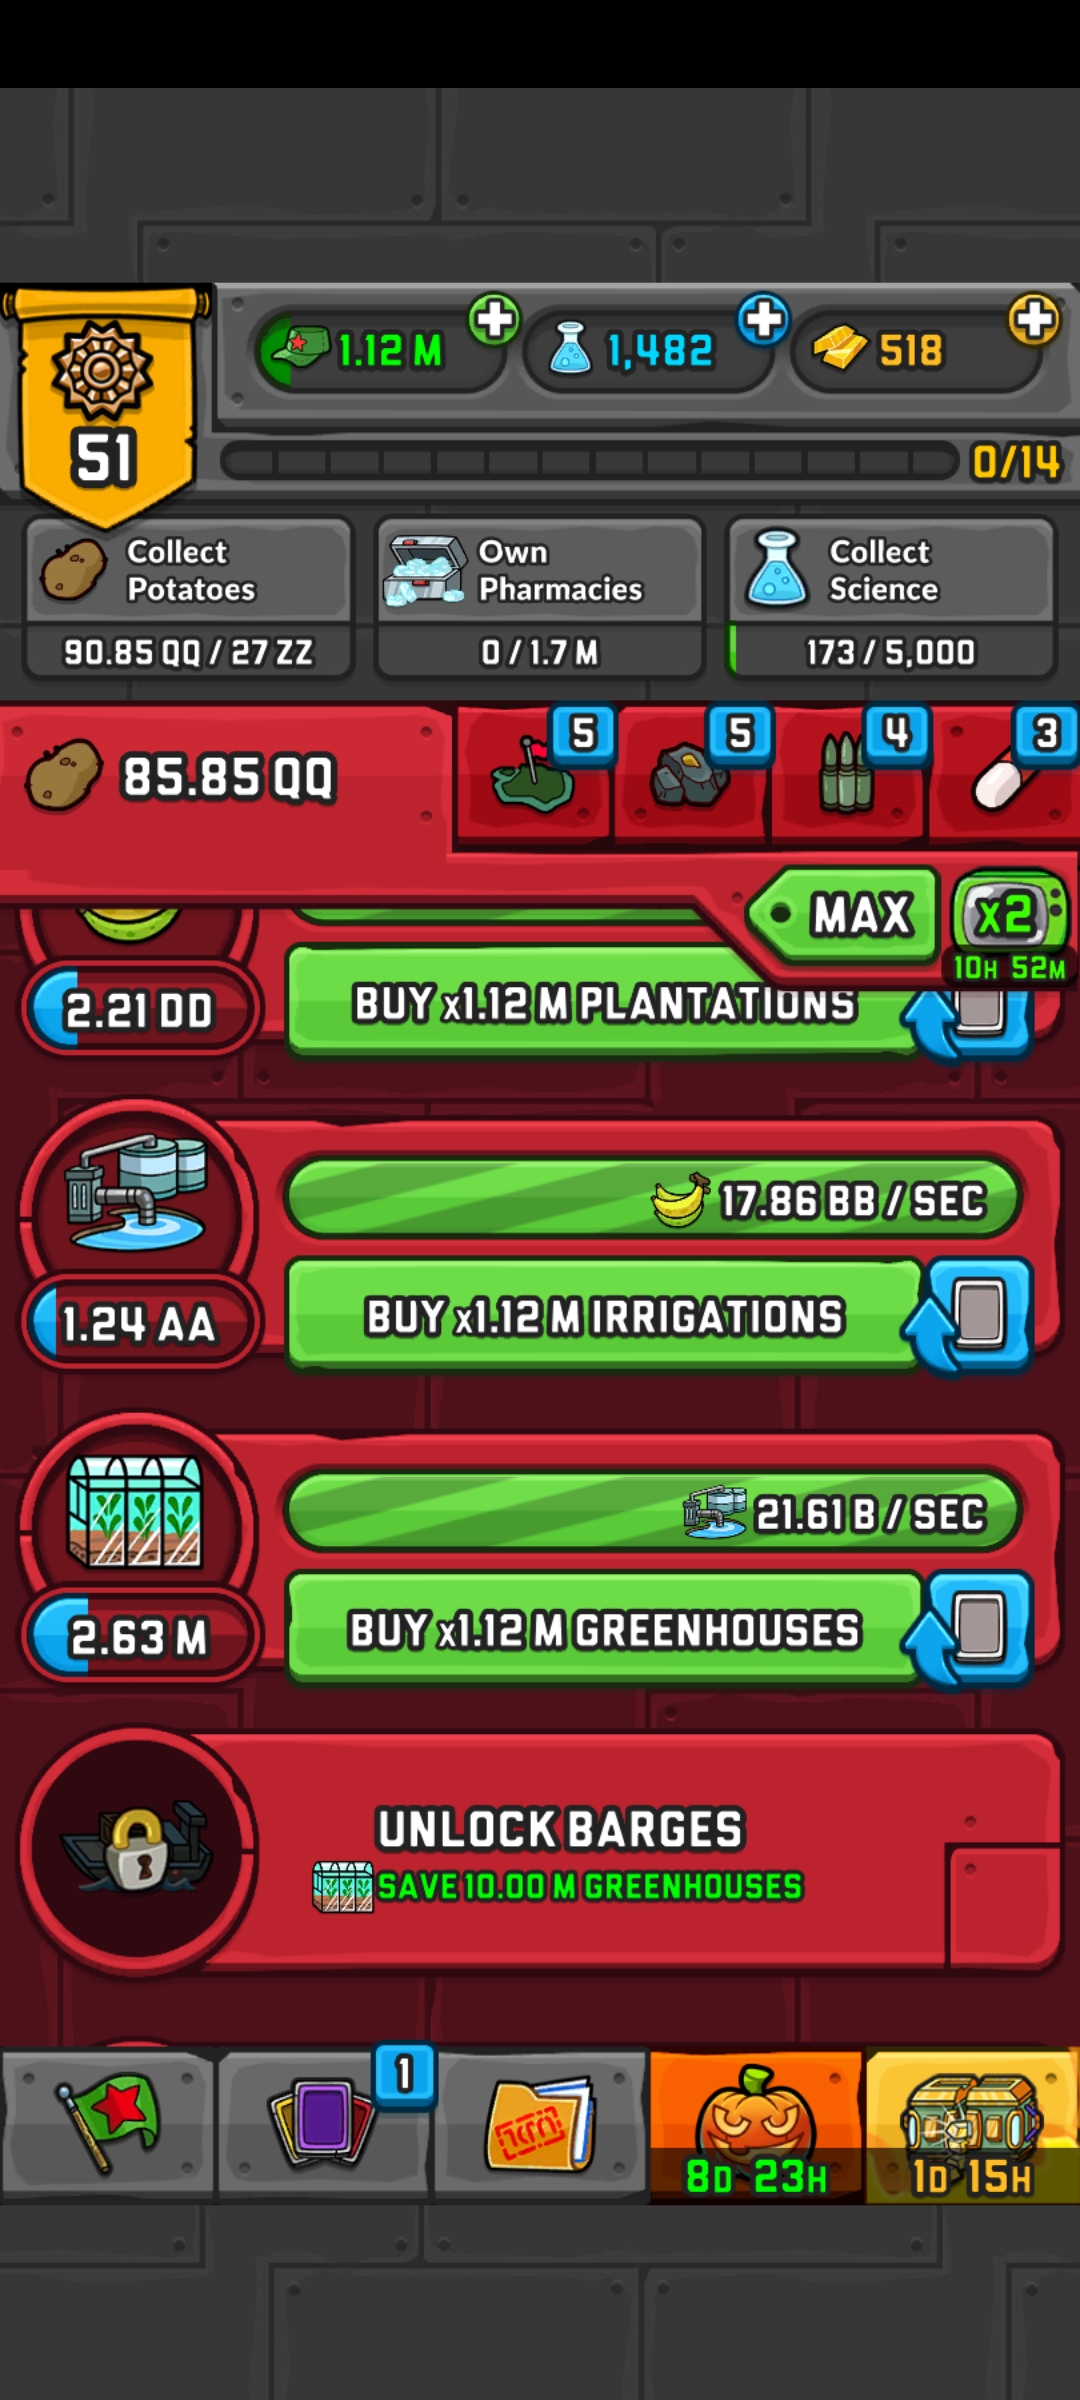 1.12 M
1,482
518
51
0/14
Collect
Potatoes
90.85 QQ / 27 ZZ
Own
Pharmacies
0 / 1.7 M
Collect
Science
173 / 5,000
85.85 QQ
5
5
4
3
MAX
x2
10H 52M
2.21 DD
BUY x1.12 M PLANTATIONS
17.86 BB / SEC
1.24 AA
BUY x1.12 M IRRIGATIONS
21.61 B / SEC
2.63 M
BUY x1.12 M GREENHOUSES
UNLOCK BARGES
SAVE 10.00 M GREENHOUSES
1
8D 23H
1D 15H